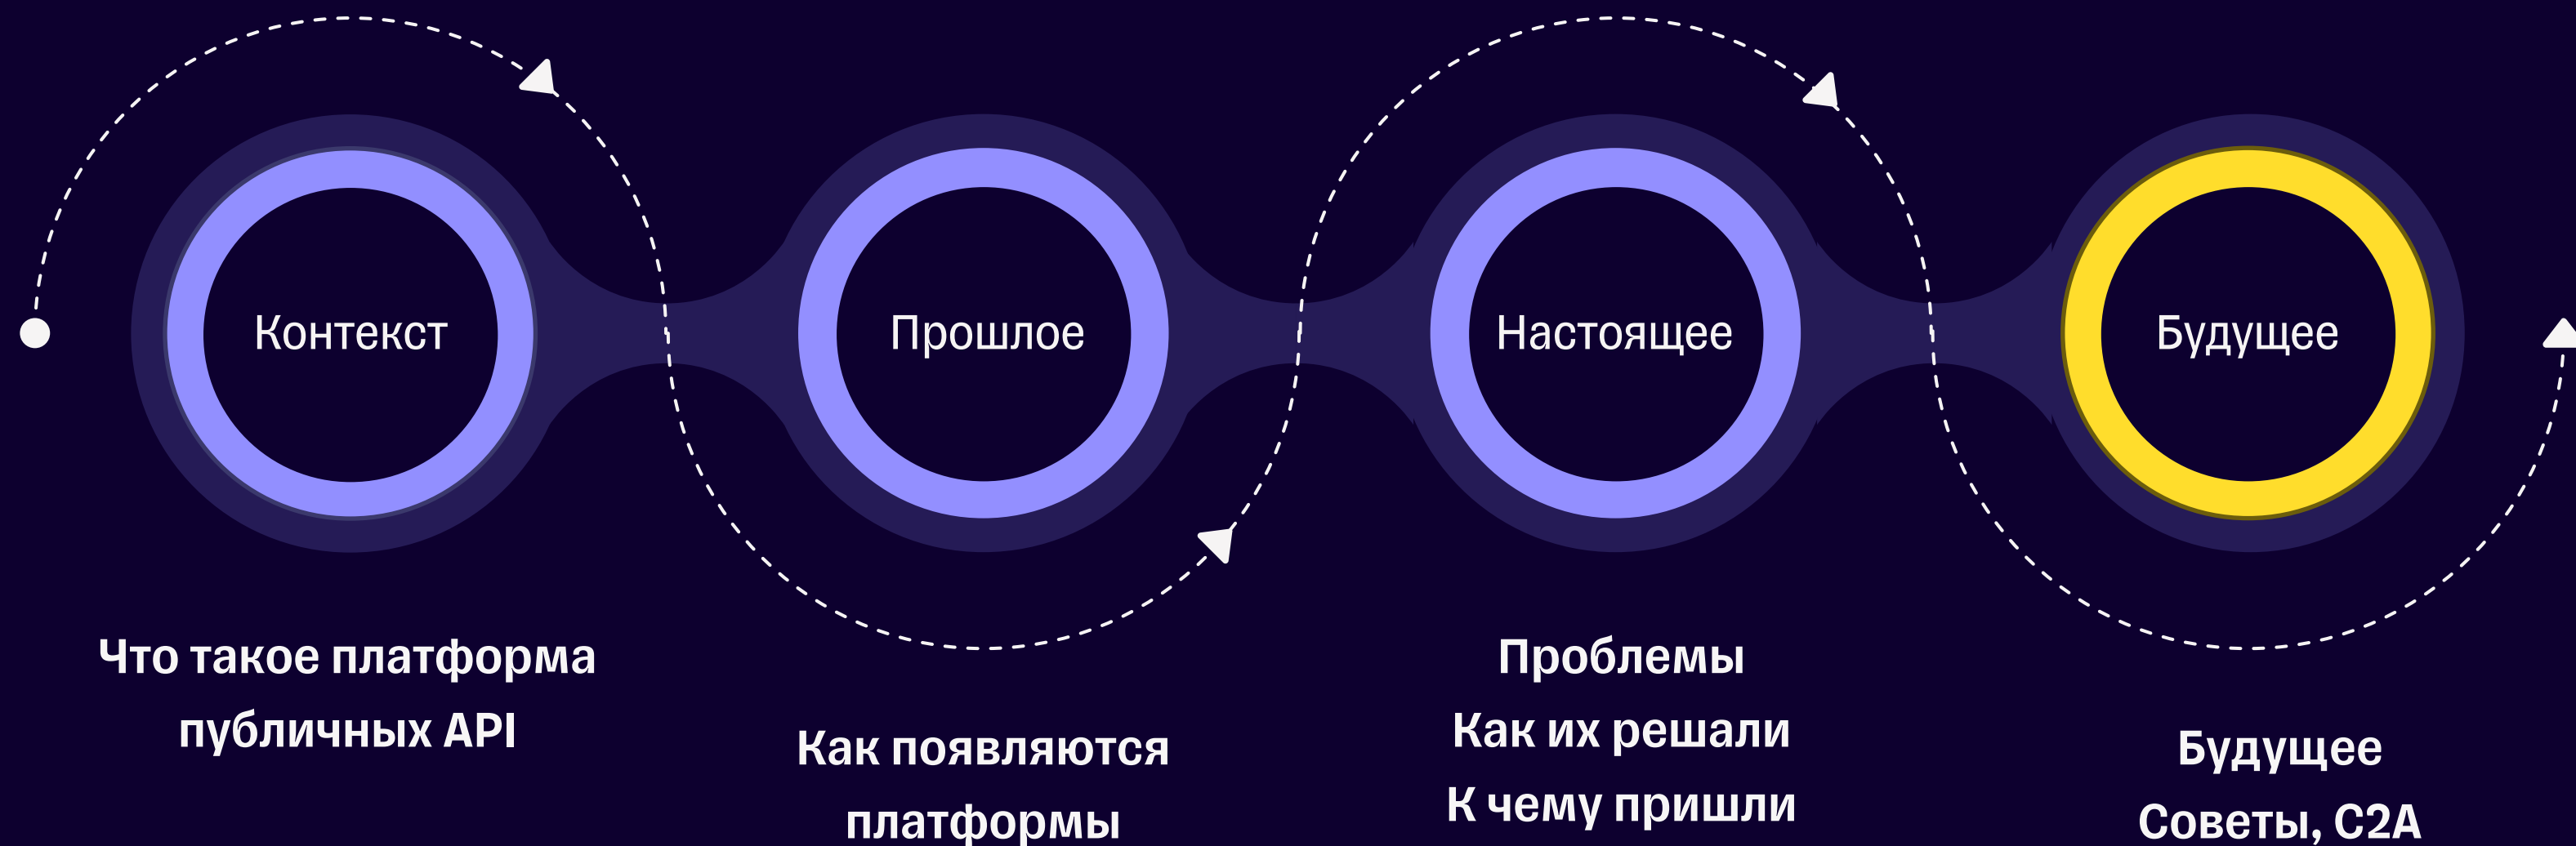 Контекст
Прошлое
Настоящее
Будущее
Что такое платформа
публичных API
Как появляются
платформы
Проблемы
Как их решали
К чему пришли
Будущее
Советы, C2A